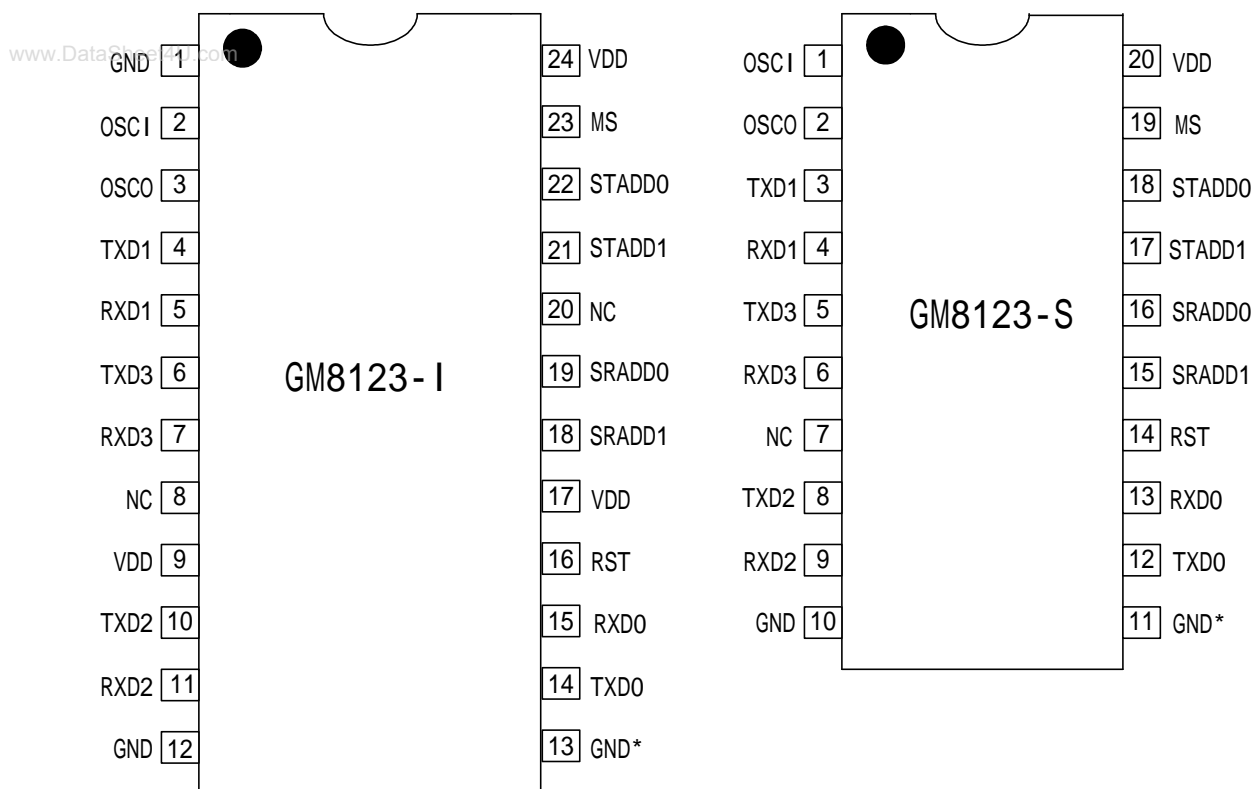 www.DataSheet4U.com
GND 1
OSCI 2
OSCO 3
TXD1 4
RXD1 5
TXD3 6
RXD3 7
NC 8
VDD 9
TXD2 10
RXD2 11
GND 12
GM8123-I
24 VDD
23 MS
22 STADD0
21 STADD1
20 NC
19 SRADD0
18 SRADD1
17 VDD
16 RST
15 RXD0
14 TXD0
13 GND*
OSCI 1
OSCO 2
TXD1 3
RXD1 4
TXD3 5
RXD3 6
NC 7
TXD2 8
RXD2 9
GND 10
GM8123-S
20 VDD
19 MS
18 STADD0
17 STADD1
16 SRADD0
15 SRADD1
14 RST
13 RXD0
12 TXD0
11 GND*